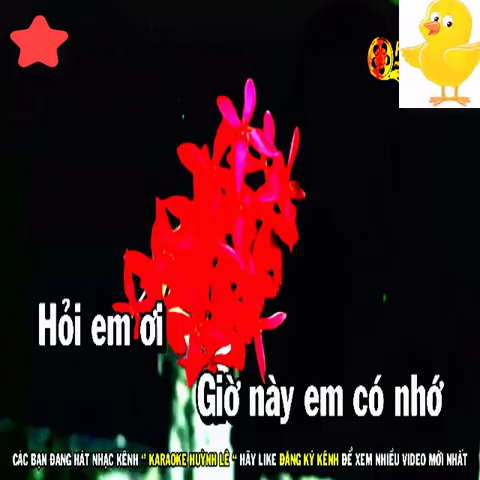 Hỏi em ơi
Giờ này em có nhớ
CÁC BẠN ĐANG HÁT NHẠC KÊNH " KARAOKE HUỲNH LÊ " HÃY LIKE ĐĂNG KÝ KÊNH ĐỂ XEM NHIỀU VIDEO MỚI NHẤT